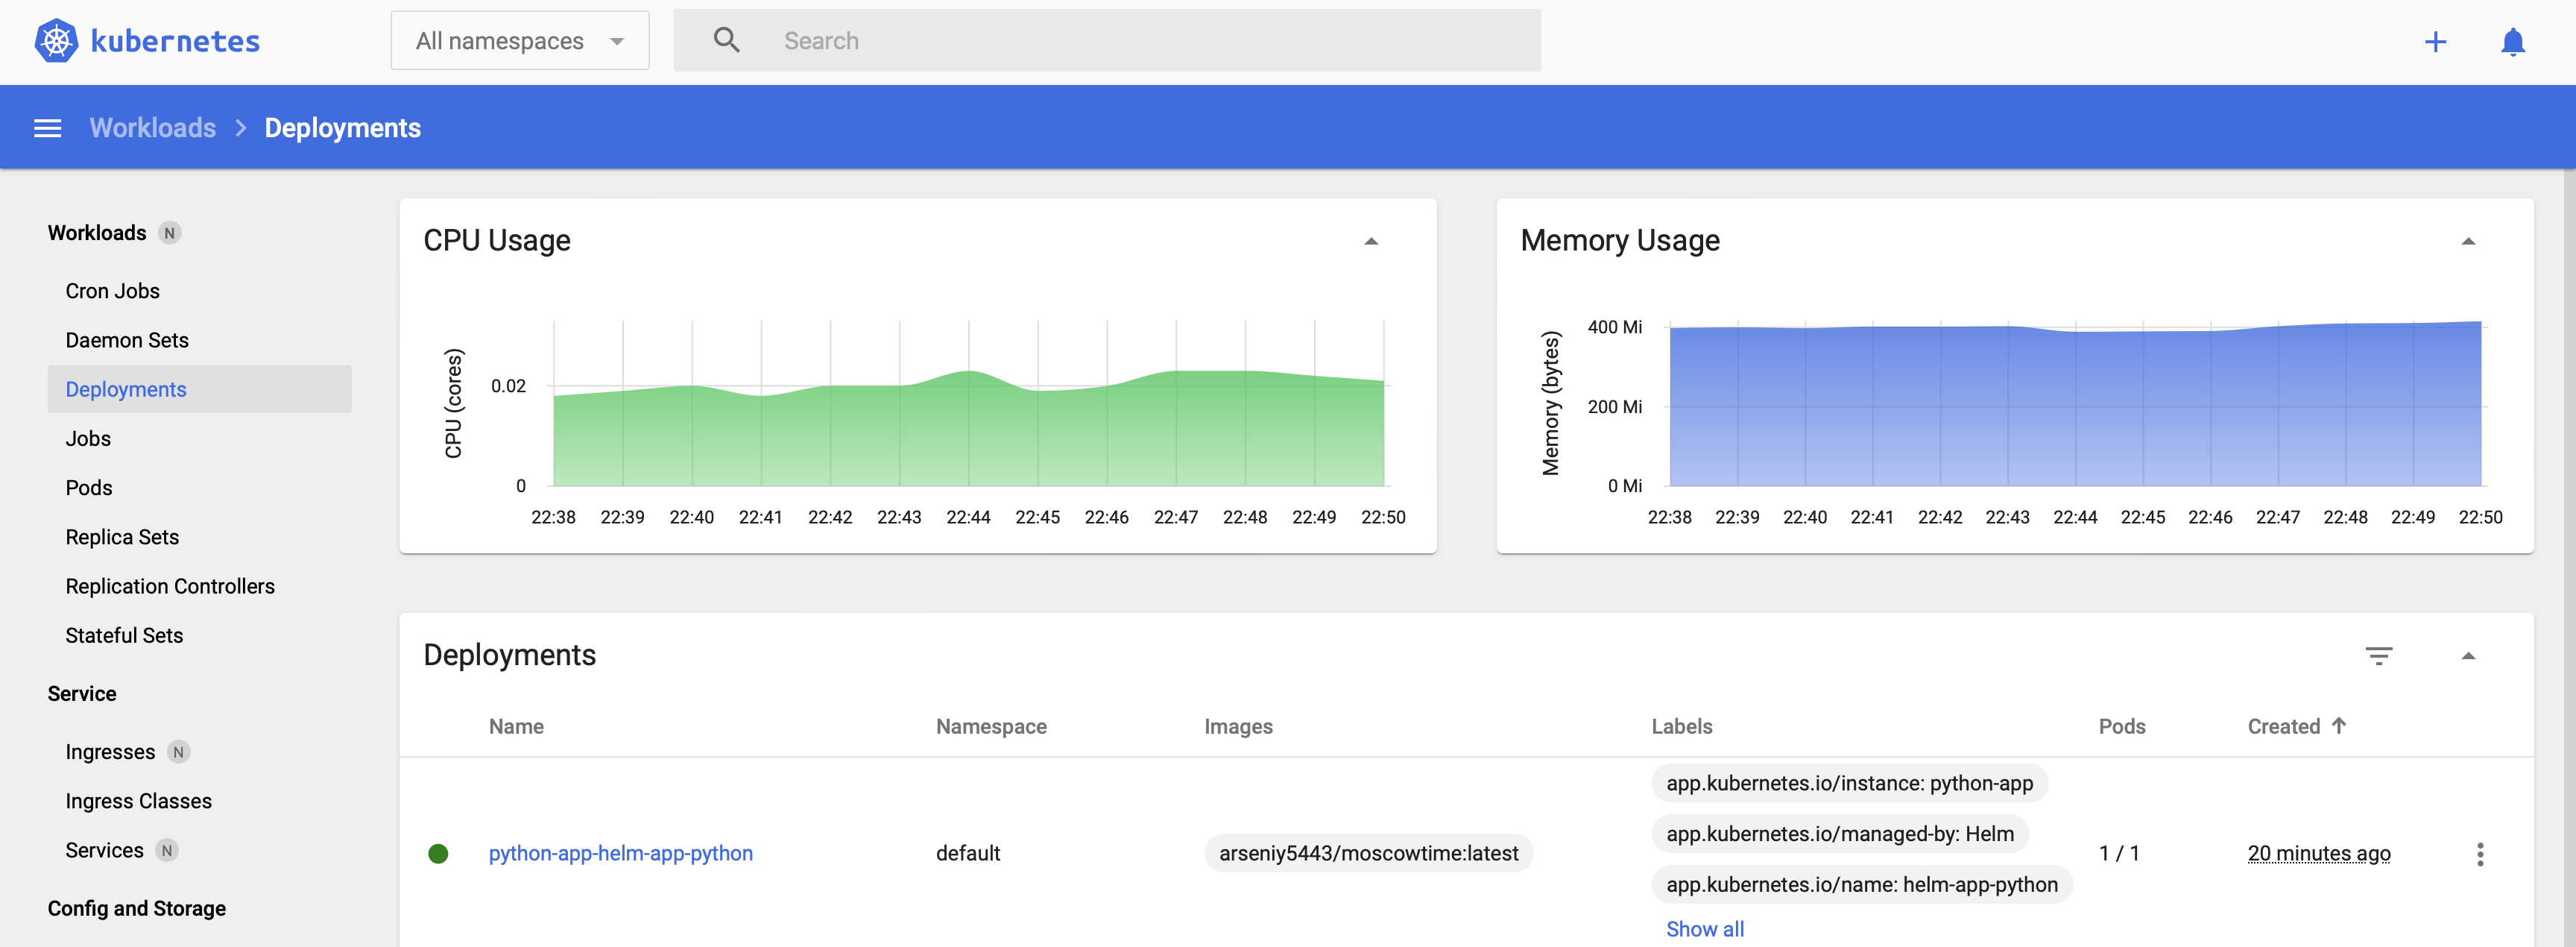 kubernetes
All namespaces
Search
Workloads > Deployments
Workloads N
Cron Jobs
Daemon Sets
Deployments
Jobs
Pods
Replica Sets
Replication Controllers
Stateful Sets
Service
Ingresses N
Ingress Classes
Services N
Config and Storage
CPU Usage
CPU (cores)
0.02
0
22:38 22:39 22:40 22:41 22:42 22:43 22:44 22:45 22:46 22:47 22:48 22:49 22:50
Memory Usage
Memory (bytes)
400 Mi
200 Mi
0 Mi
22:38 22:39 22:40 22:41 22:42 22:43 22:44 22:45 22:46 22:47 22:48 22:49 22:50
Deployments
Name Namespace Images Labels Pods Created
python-app-helm-app-python default arseniy5443/moscowtime:latest
app.kubernetes.io/instance: python-app
app.kubernetes.io/managed-by: Helm
app.kubernetes.io/name: helm-app-python
Show all
1 / 1
20 minutes ago